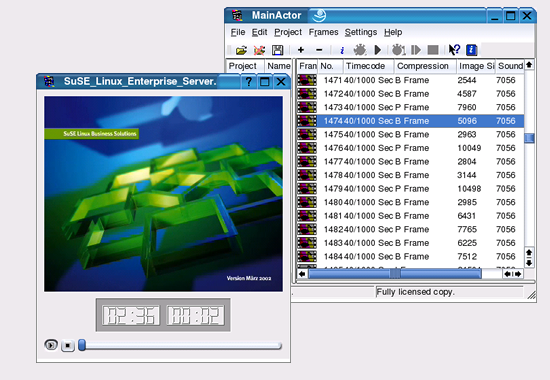 MainActor
File Edit Project Frames Settings Help
Project Name
Fran No. Timecode Compression Image Si Sound
1471 40/1000 Sec B Frame 2544 7056
1472 40/1000 Sec B Frame 4587 7056
1473 40/1000 Sec P Frame 7960 7056
1474 40/1000 Sec B Frame 5096 7056
1475 40/1000 Sec B Frame 2963 7056
1476 40/1000 Sec P Frame 10049 7056
1477 40/1000 Sec B Frame 2804 7056
1478 40/1000 Sec B Frame 3144 7056
1479 40/1000 Sec P Frame 10498 7056
1480 40/1000 Sec B Frame 2985 7056
1481 40/1000 Sec B Frame 6431 7056
1482 40/1000 Sec P Frame 7765 7056
1483 40/1000 Sec B Frame 6225 7056
1484 40/1000 Sec B Frame 7512 7056
Fully licensed copy.
SuSE_Linux_Enterprise_Server.
SuSE Linux Business Solutions
Version März 2002
02:36 00:02